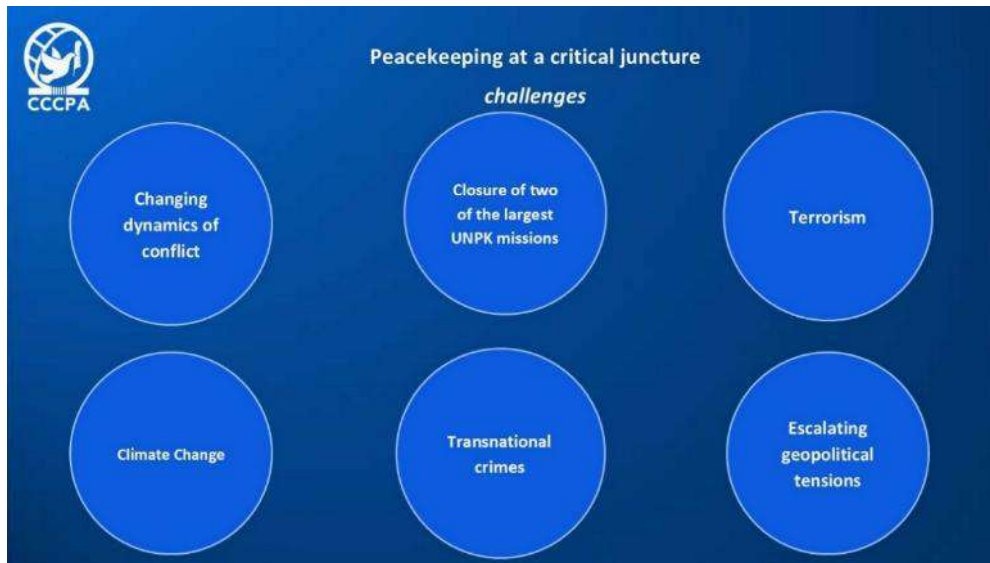 CCCPA
Peacekeeping at a critical juncture
challenges
Changing
dynamics of
conflict
Closure of two
of the largest
UNPK missions
Terrorism
Climate Change
Transnational
crimes
Escalating
geopolitical
tensions